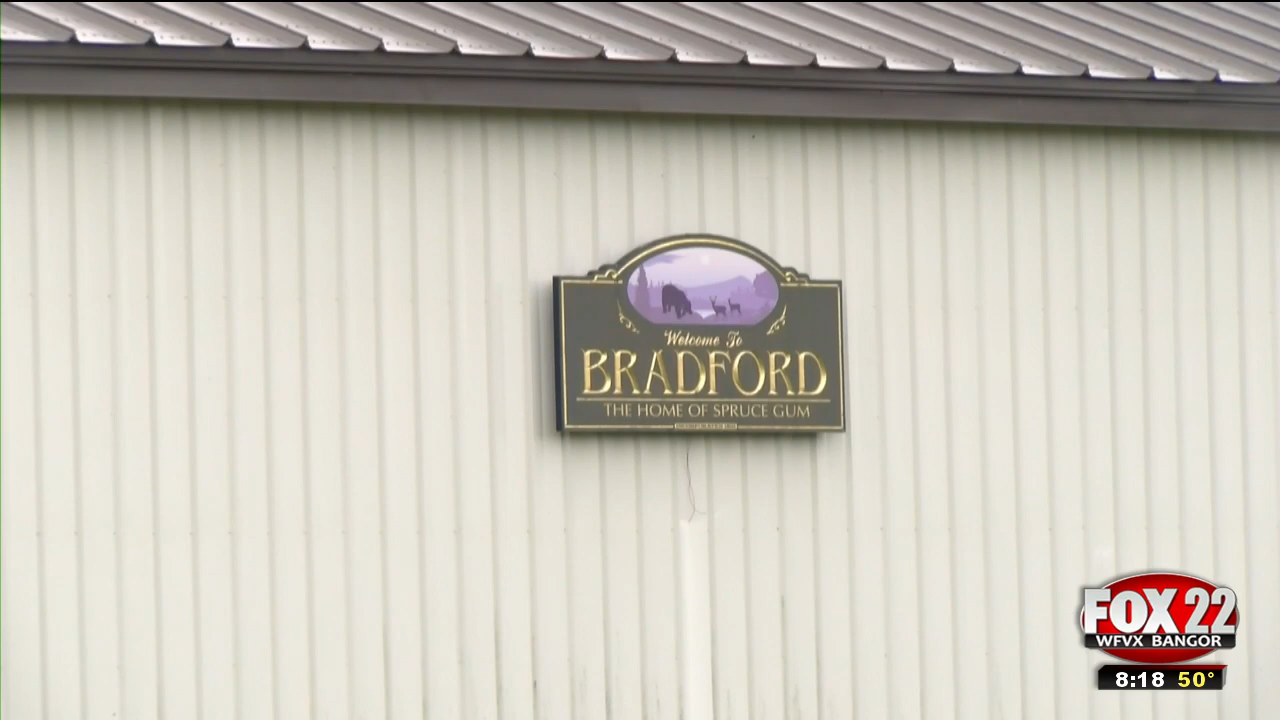 Welcome To
BRADFORD
THE HOME OF SPRUCE GUM
FOX 22
WFVX BANGOR
8:18 50°